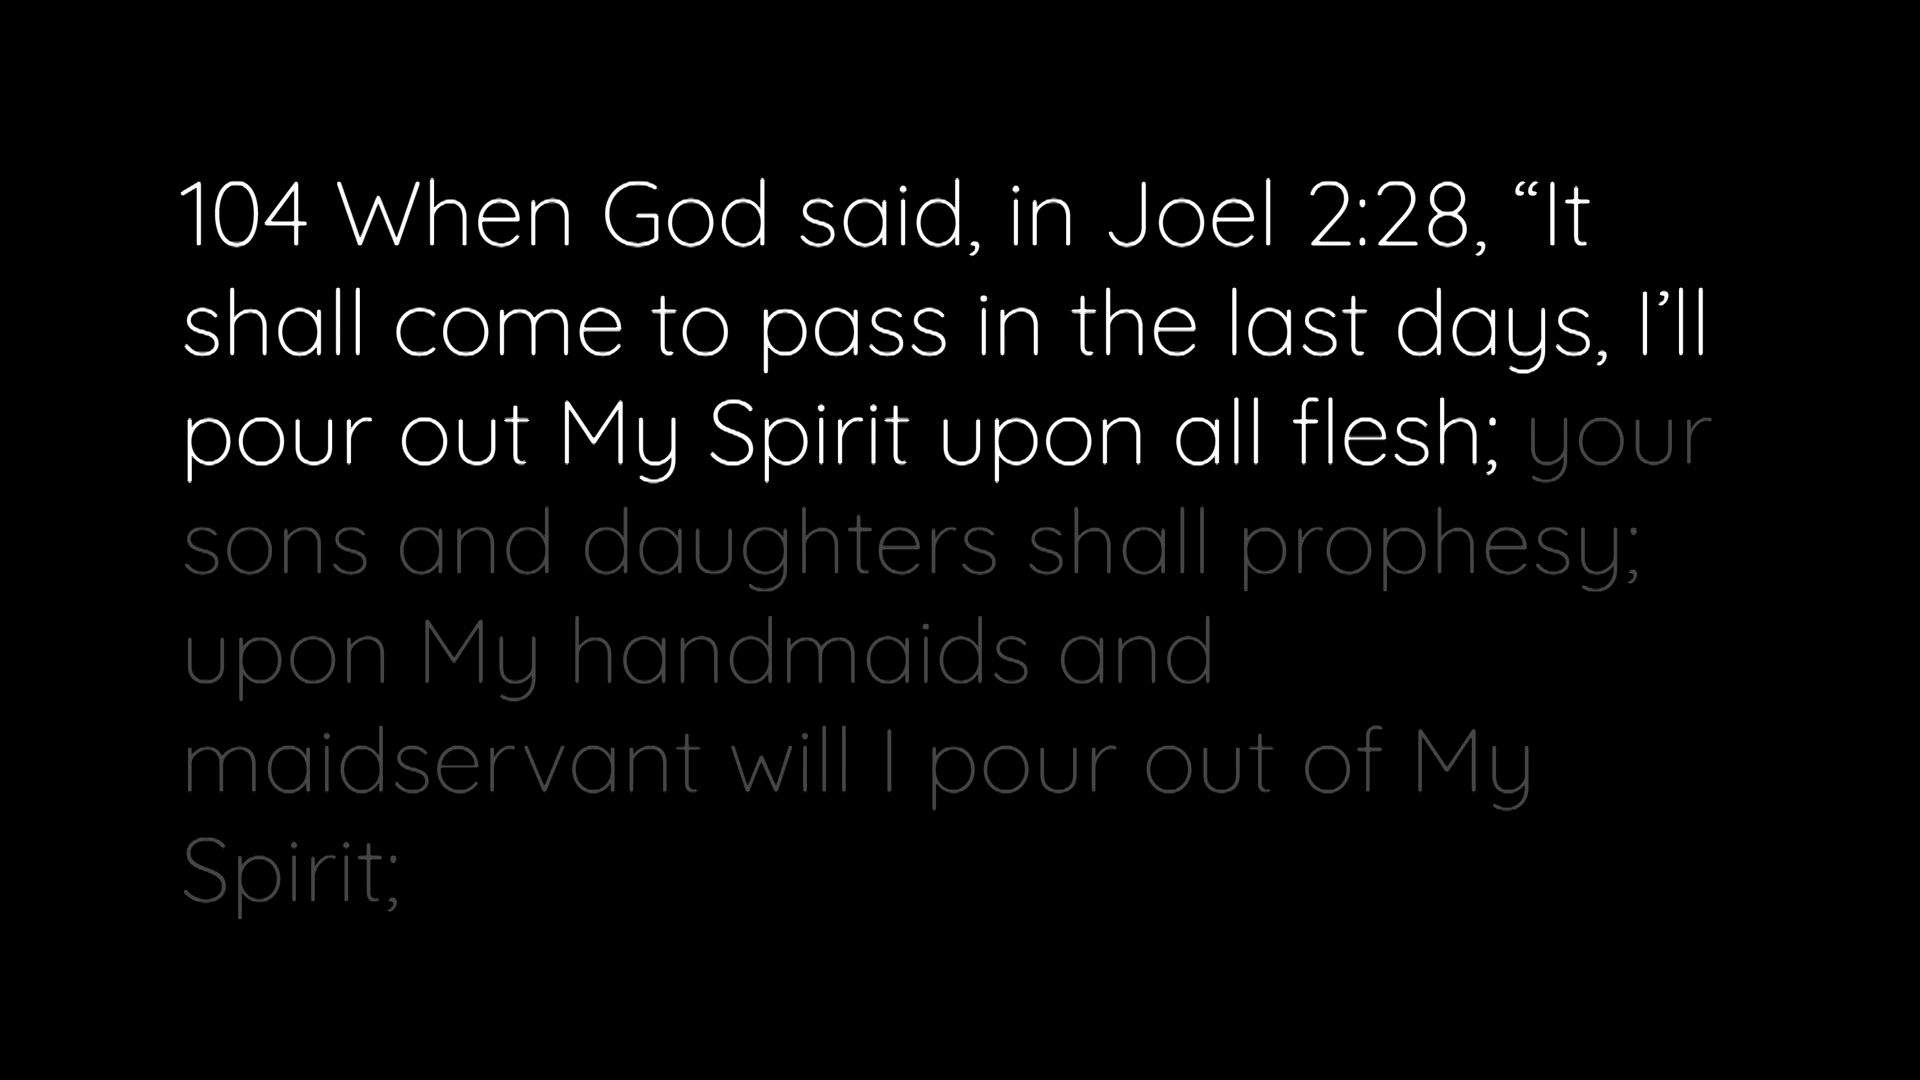 104 When God said, in Joel 2:28, “It
shall come to pass in the last days, I’ll
pour out My Spirit upon all flesh; your
sons and daughters shall prophesy;
upon My handmaids and
maidservant will I pour out of My
Spirit;